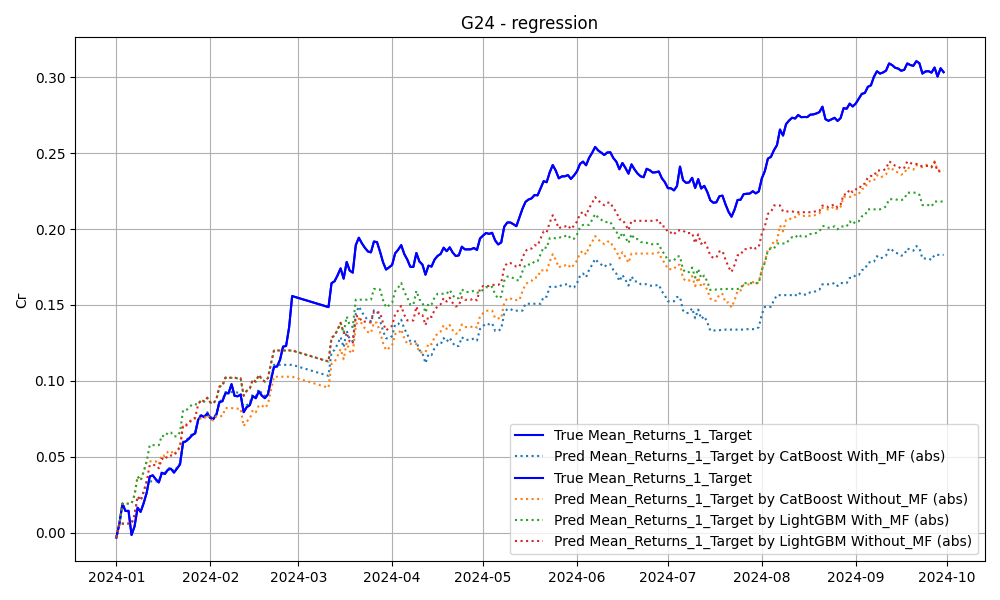 G24 - regression
Cr
0.30
0.25
0.20
0.15
0.10
0.05
0.00
True Mean_Returns_1_Target
Pred Mean_Returns_1_Target by CatBoost With_MF (abs)
True Mean_Returns_1_Target
Pred Mean_Returns_1_Target by CatBoost Without_MF (abs)
Pred Mean_Returns_1_Target by LightGBM With_MF (abs)
Pred Mean_Returns_1_Target by LightGBM Without_MF (abs)
2024-01 2024-02 2024-03 2024-04 2024-05 2024-06 2024-07 2024-08 2024-09 2024-10